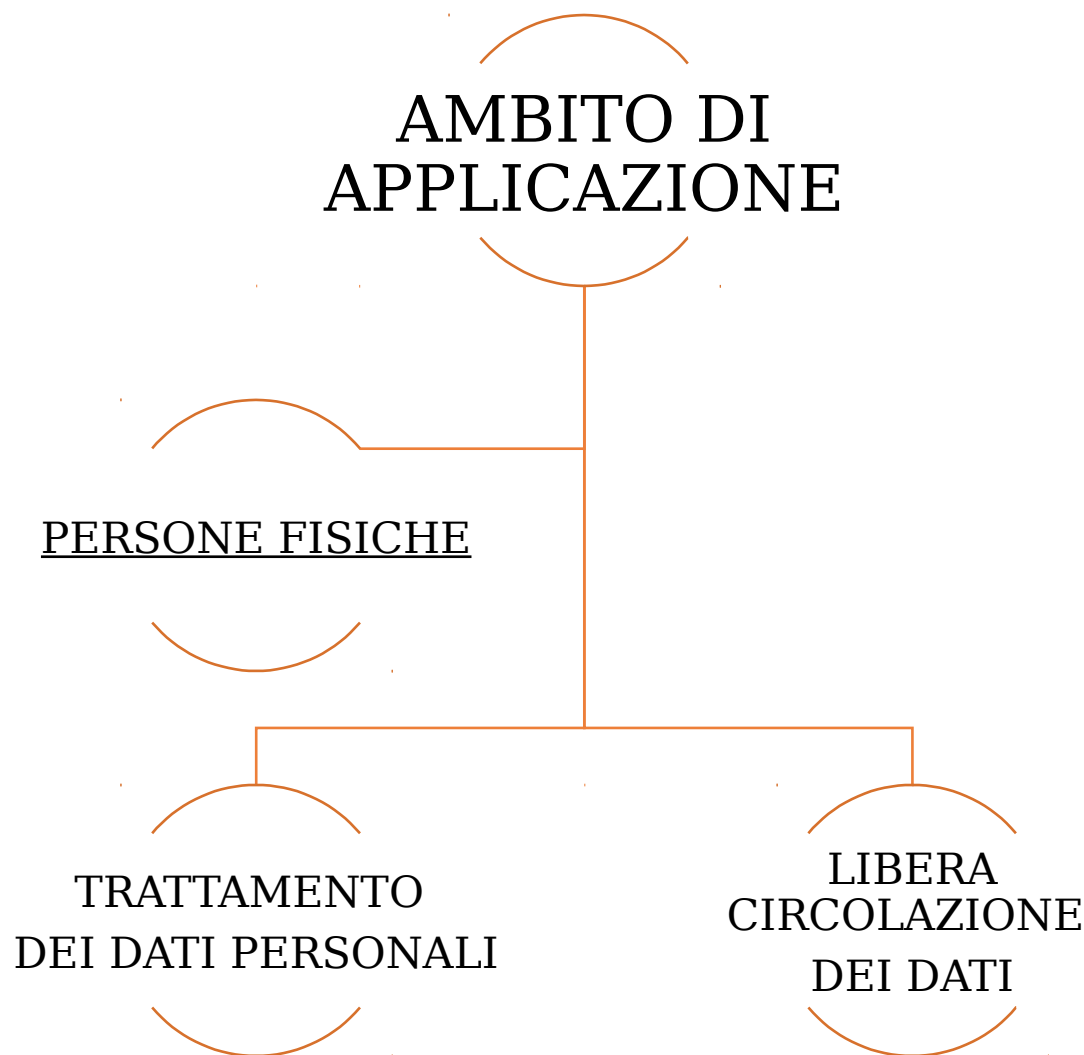 AMBITO DI
APPLICAZIONE
PERSONE FISICHE
TRATTAMENTO
DEI DATI PERSONALI
LIBERA
CIRCOLAZIONE
DEI DATI